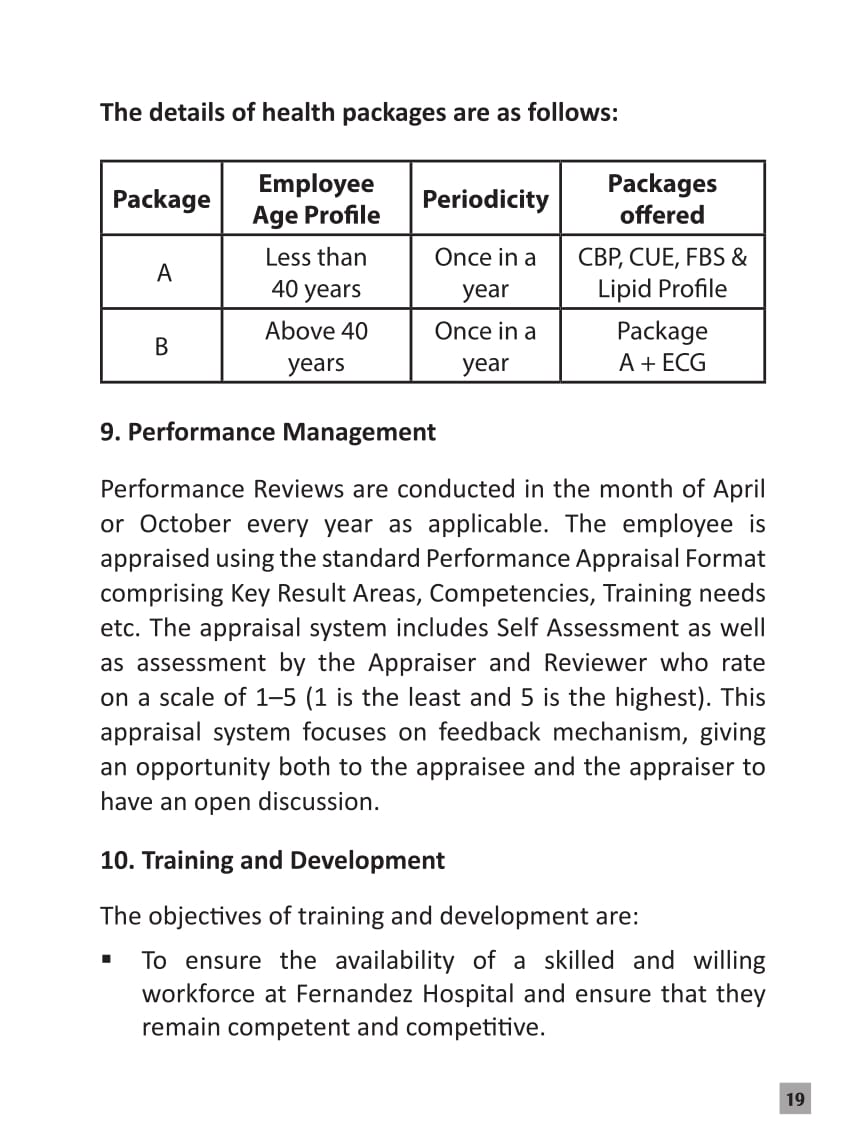 The details of health packages are as follows:
Package
Employee
Age Profile
Periodicity
Packages
offered
A
Less than
40 years
Once in a
year
CBP, CUE, FBS &
Lipid Profile
B
Above 40
years
Once in a
year
Package
A + ECG
9. Performance Management
Performance Reviews are conducted in the month of April
or October every year as applicable. The employee is
appraised using the standard Performance Appraisal Format
comprising Key Result Areas, Competencies, Training needs
etc. The appraisal system includes Self Assessment as well
as assessment by the Appraiser and Reviewer who rate
on a scale of 1–5 (1 is the least and 5 is the highest). This
appraisal system focuses on feedback mechanism, giving
an opportunity both to the appraisee and the appraiser to
have an open discussion.
10. Training and Development
The objectives of training and development are:
▪ To ensure the availability of a skilled and willing
workforce at Fernandez Hospital and ensure that they
remain competent and competitive.
19